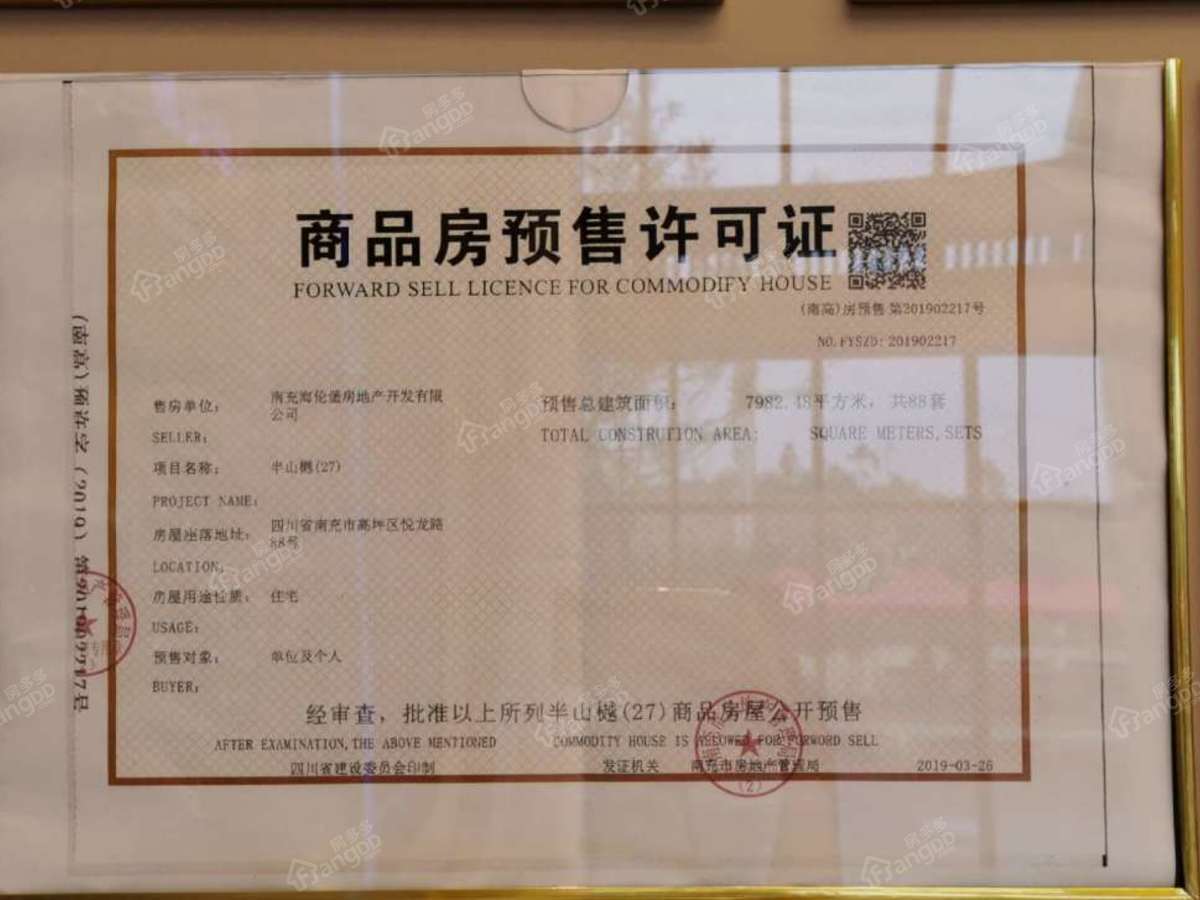 商品房预售许可证
FORWARD SELL LICENCE FOR COMMODIFY HOUSE
(南高)房预售 第201902217号
NO.FYSZD: 201902217
售房单位:
南充海伦堡房地产开发有限
公司
SELLER:
项目名称:
半山樾(27)
PROJECT NAME:
房屋座落地址:
四川省南充市高坪区悦龙路
88号
LOCATION:
房屋用途性质:
住宅
USAGE:
预售对象:
单位及个人
BUYER:
预售总建筑面积:
7982.48平方米, 共88套
TOTAL CONSTRUTION AREA:
SQUARE METERS,SETS
经审查,批准以上所列半山樾(27)商品房屋公开预售
AFTER EXAMINATION,THE ABOVE MENTIONED
COMMODITY HOUSE IS ALLOWED FOR FORWORD SELL
四川省建设委员会印制
发证机关
南充市房地产管理局
2019-03-26
(2)
房多多
angDD